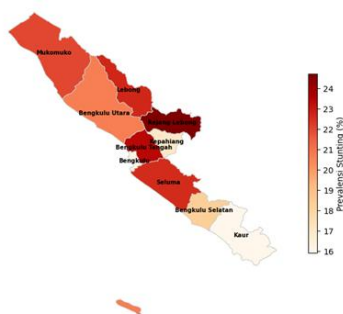 Mukomuko
Lebong
Bengkulu Utara
Rejang Lebong
Kepahiang
Bengkulu Tengah
Bengkulu
Seluma
Bengkulu Selatan
Kaur
24
23
22
21
20
19
18
17
16
Prevalensi Stunting (%)